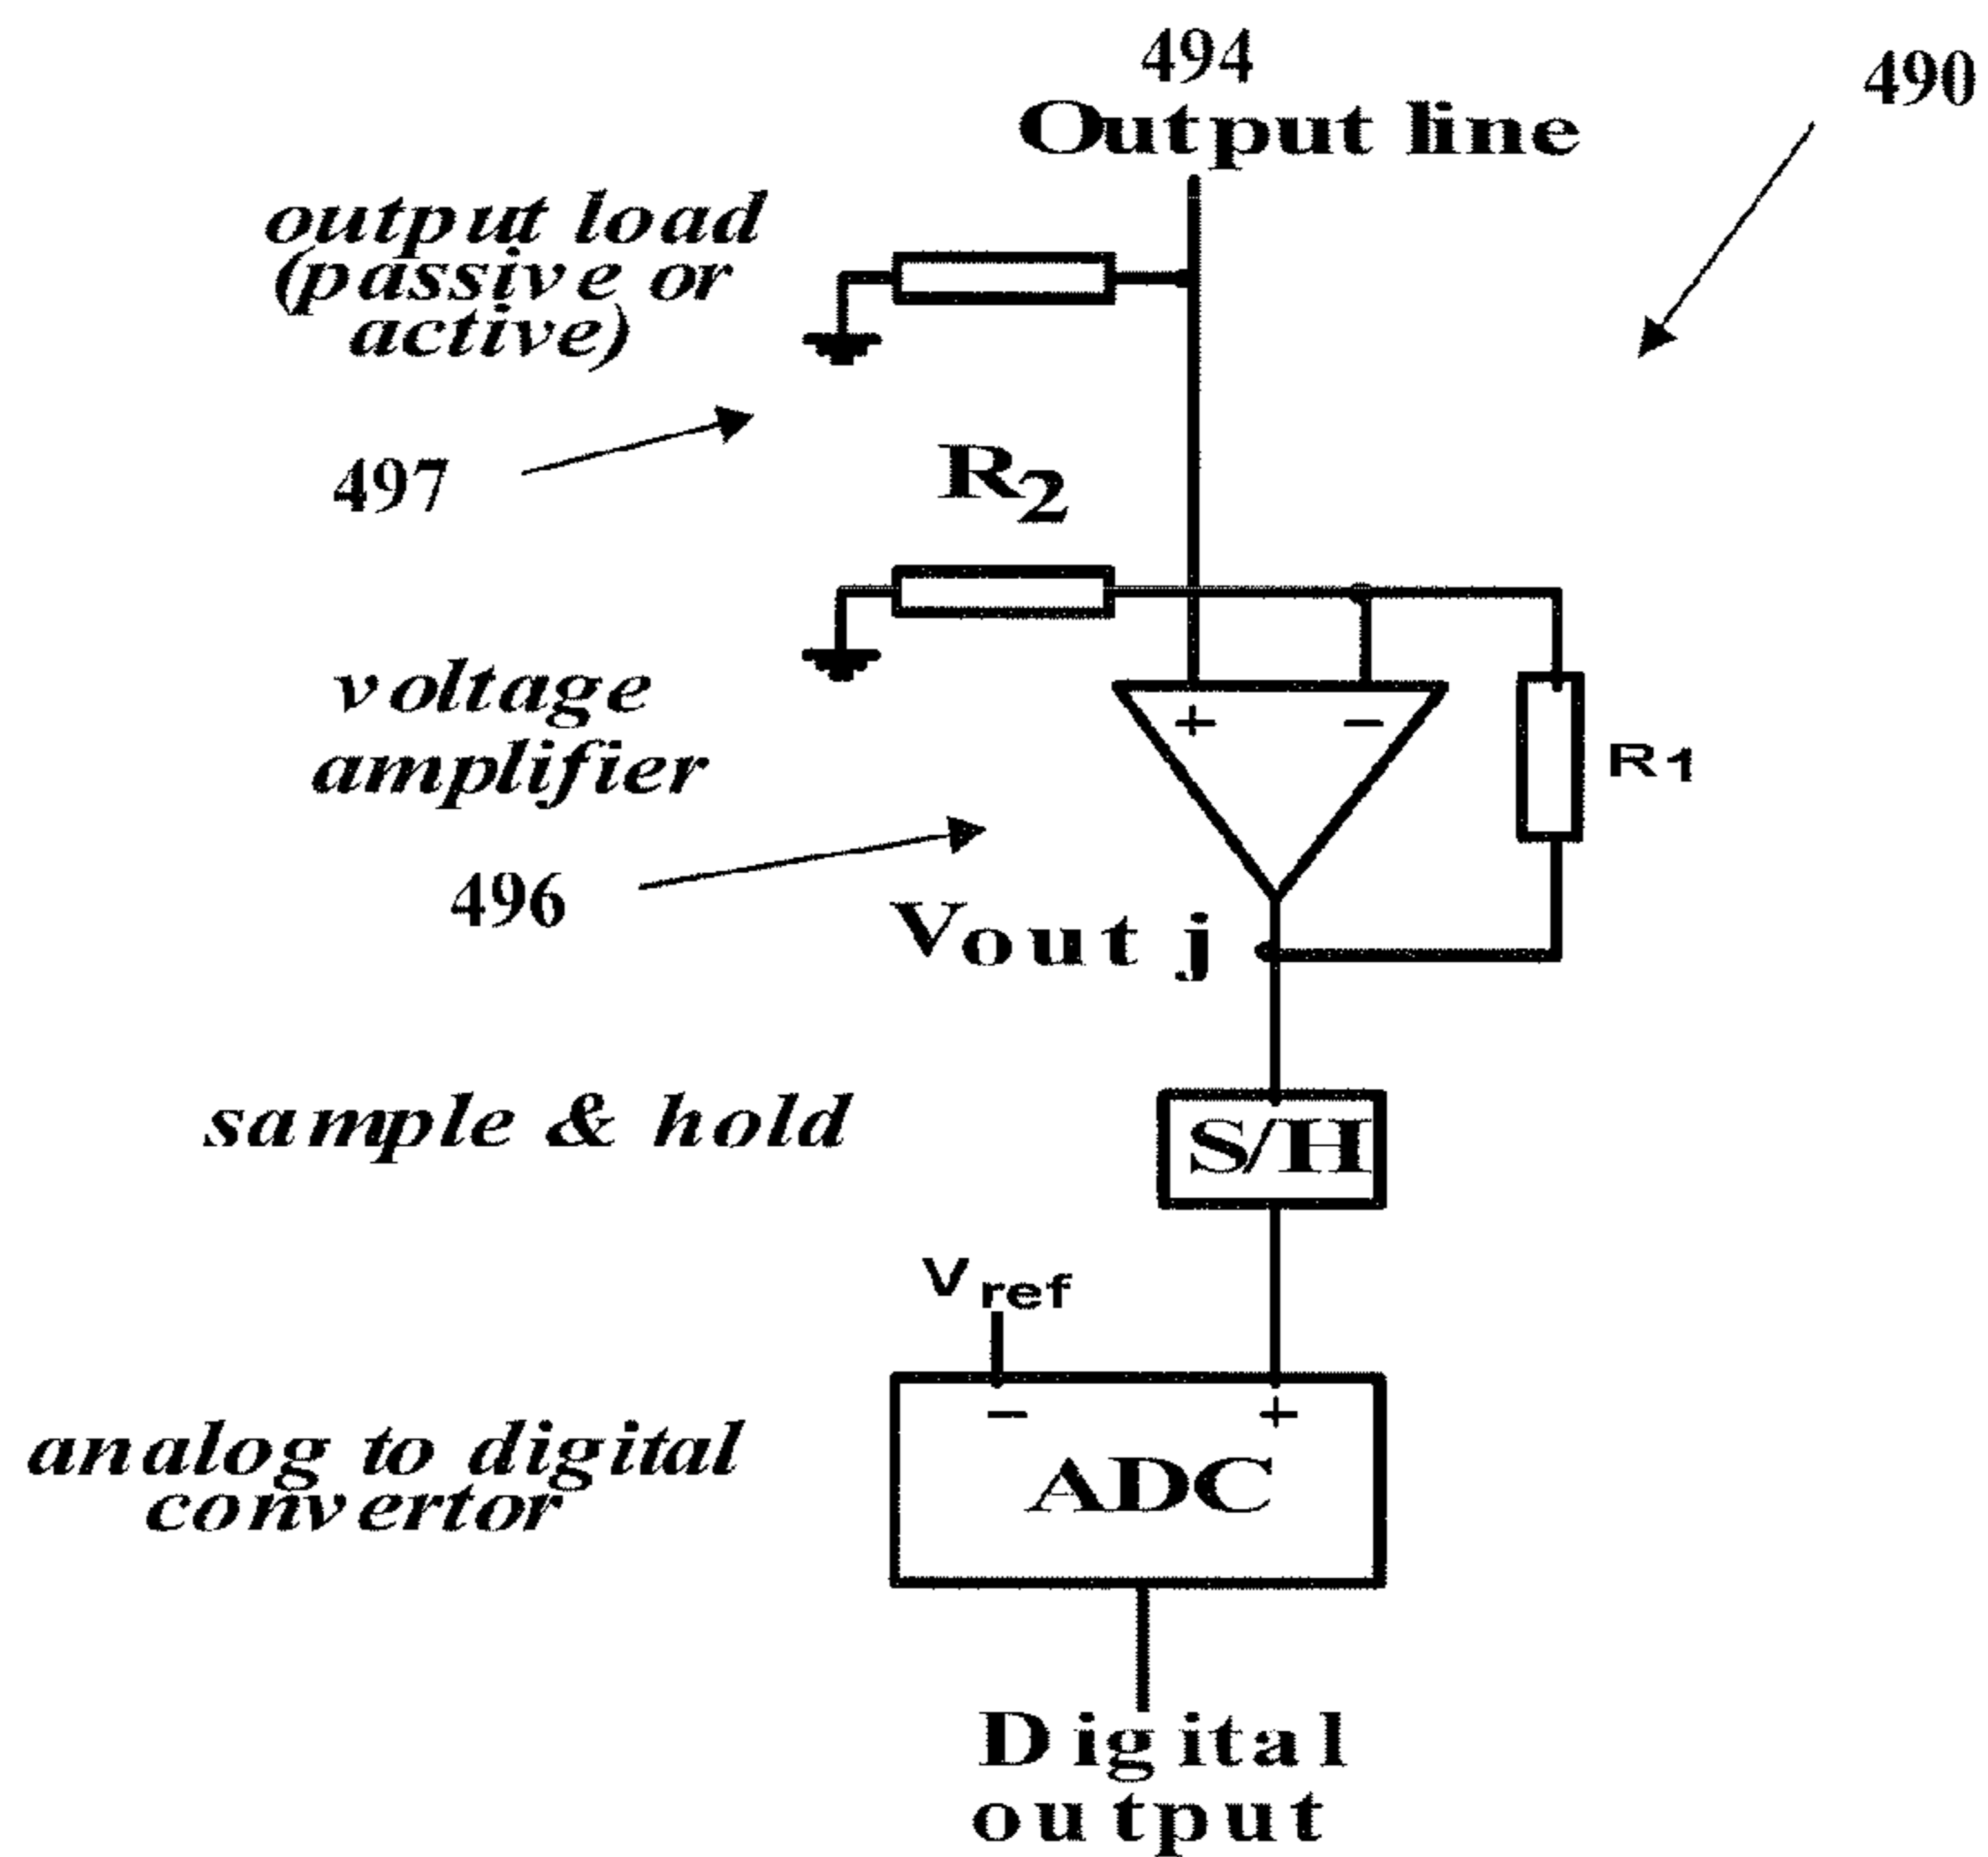 494
490
Output line
output load
(passive or
active)
497
R2
voltage
amplifier
+ −
R1
496
Vout j
sample & hold
S/H
Vref
− +
analog to digital
convertor
ADC
Digital
output